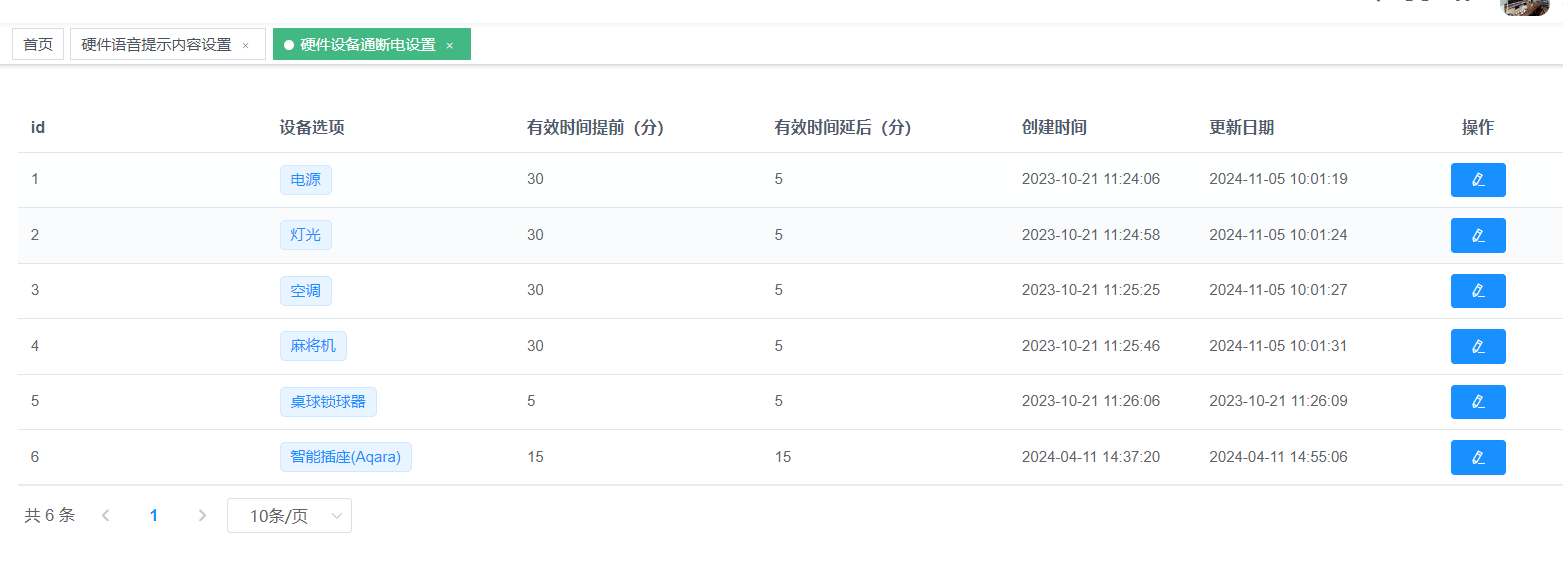 首页 硬件语音提示内容设置 × 硬件设备通断电设置 ×
id 设备选项 有效时间提前（分） 有效时间延后（分） 创建时间 更新日期 操作
1 电源 30 5 2023-10-21 11:24:06 2024-11-05 10:01:19
2 灯光 30 5 2023-10-21 11:24:58 2024-11-05 10:01:24
3 空调 30 5 2023-10-21 11:25:25 2024-11-05 10:01:27
4 麻将机 30 5 2023-10-21 11:25:46 2024-11-05 10:01:31
5 桌球锁球器 5 5 2023-10-21 11:26:06 2023-10-21 11:26:09
6 智能插座(Aqara) 15 15 2024-04-11 14:37:20 2024-04-11 14:55:06
共 6 条 1 10条/页